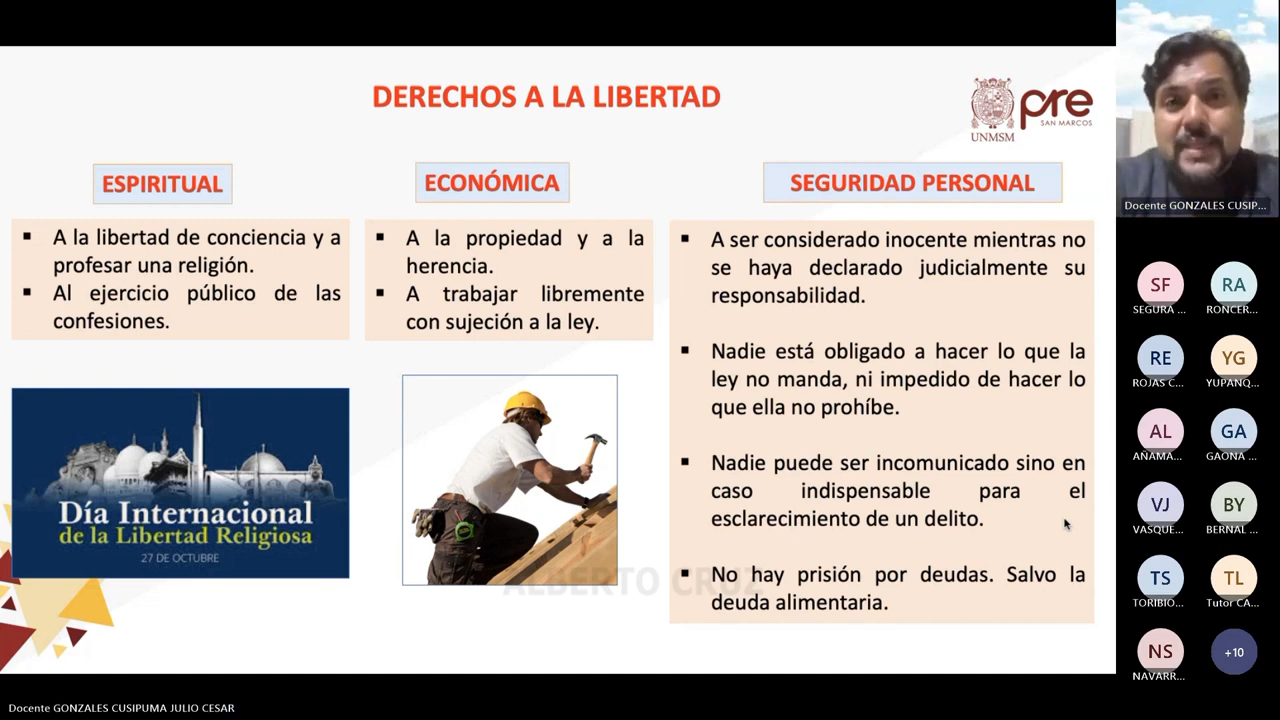 DERECHOS A LA LIBERTAD
UNMSM
pre
SAN MARCOS
ESPIRITUAL
▪ A la libertad de conciencia y a
profesar una religión.
▪ Al ejercicio público de las
confesiones.
Día Internacional
de la Libertad Religiosa
27 DE OCTUBRE
ECONÓMICA
▪ A la propiedad y a la
herencia.
▪ A trabajar libremente
con sujeción a la ley.
SEGURIDAD PERSONAL
▪ A ser considerado inocente mientras no
se haya declarado judicialmente su
responsabilidad.
▪ Nadie está obligado a hacer lo que la
ley no manda, ni impedido de hacer lo
que ella no prohíbe.
▪ Nadie puede ser incomunicado sino en
caso indispensable para el
esclarecimiento de un delito.
▪ No hay prisión por deudas. Salvo la
deuda alimentaria.
ALBERTO CRUZ
Docente GONZALES CUSIP...
SF
SEGURA ...
RA
RONCER...
RE
ROJAS C...
YG
YUPANQ...
AL
AÑAMA...
GA
GAONA ...
VJ
VASQUE...
BY
BERNAL ...
TS
TORIBIO...
TL
Tutor CA...
NS
NAVARR...
+10
Docente GONZALES CUSIPUMA JULIO CESAR